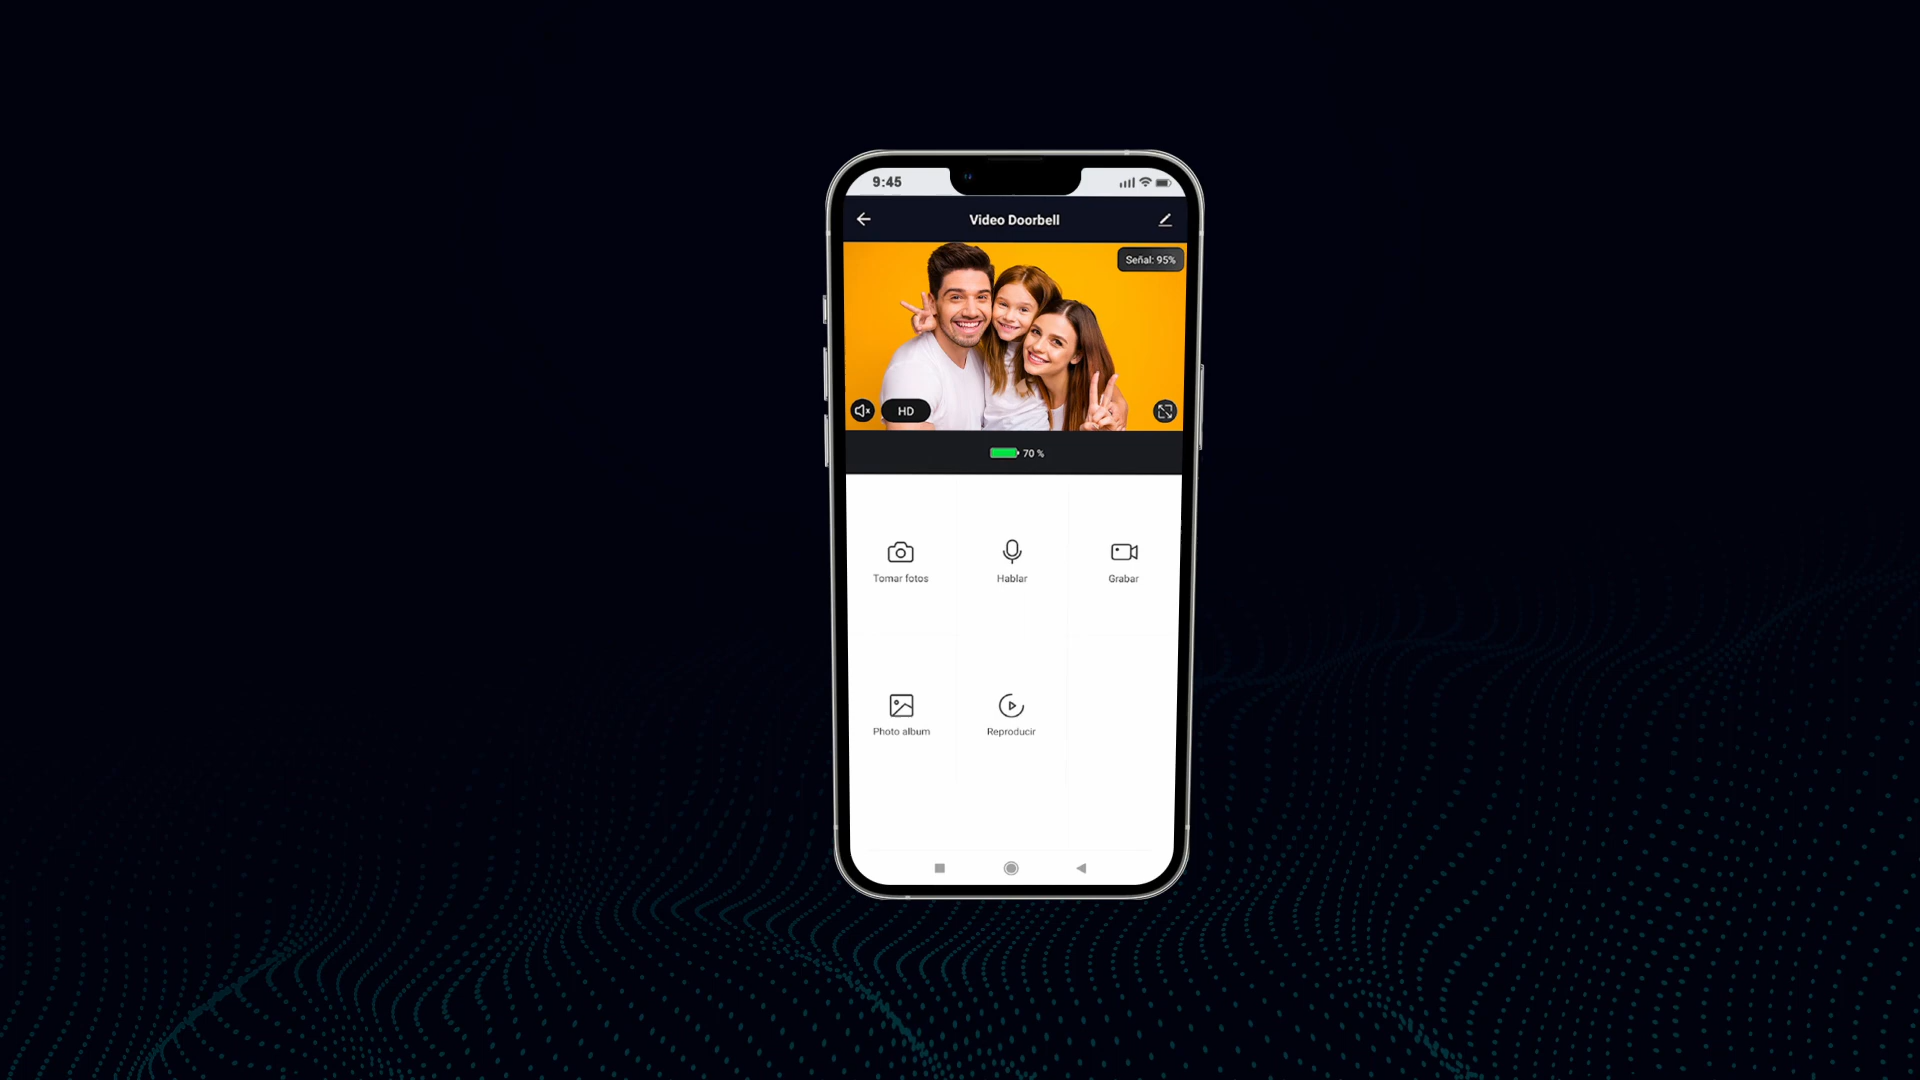 9:45
Video Doorbell
Señal: 95%
HD
70 %
Tomar fotos
Hablar
Grabar
Photo album
Reproducir